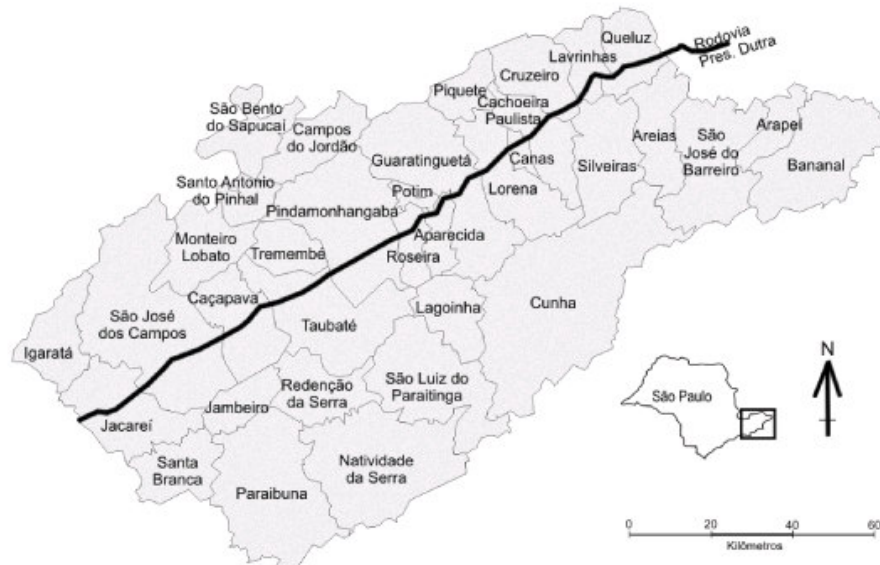 Queluz
Rodovia
Pres. Dutra
Lavrinhas
Cruzeiro
Piquete
Cachoeira
Paulista
São Bento
do Sapucaí
Campos
do Jordão
Guaratinguetá
Canas
Areias
São
José do
Barreiro
Arapeí
Bananal
Silveiras
Lorena
Santo Antonio
do Pinhal
Potim
Pindamonhangaba
Aparecida
Roseira
Monteiro
Lobato
Tremembé
Caçapava
São José
dos Campos
Taubaté
Lagoinha
Cunha
Igaratá
Redenção
da Serra
São Luiz do
Paraitinga
Jambeiro
Jacareí
Santa
Branca
Paraibuna
Natividade
da Serra
São Paulo
N
0 20 40 60
Kilômetros